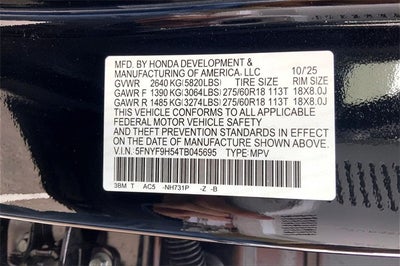 MFD. BY HONDA DEVELOPMENT &
MANUFACTURING OF AMERICA, LLC 10/'25
GVWR 2640 KG(5820LBS) TIRE SIZE RIM SIZE
GAWR F 1390 KG(3064LBS) 275/60R18 113T 18X8.0J
GAWR R 1485 KG(3274LBS) 275/60R18 113T 18X8.0J
THIS VEHICLE CONFORMS TO ALL APPLICABLE
FEDERAL MOTOR VEHICLE SAFETY AND
THEFT PREVENTION STANDARDS IN EFFECT
ON THE DATE OF MANUFACTURE SHOWN ABOVE.
V.I.N. 5FNYF9H54TB045695 TYPE:MPV
3BM T AC5 -NH731P -Z -B